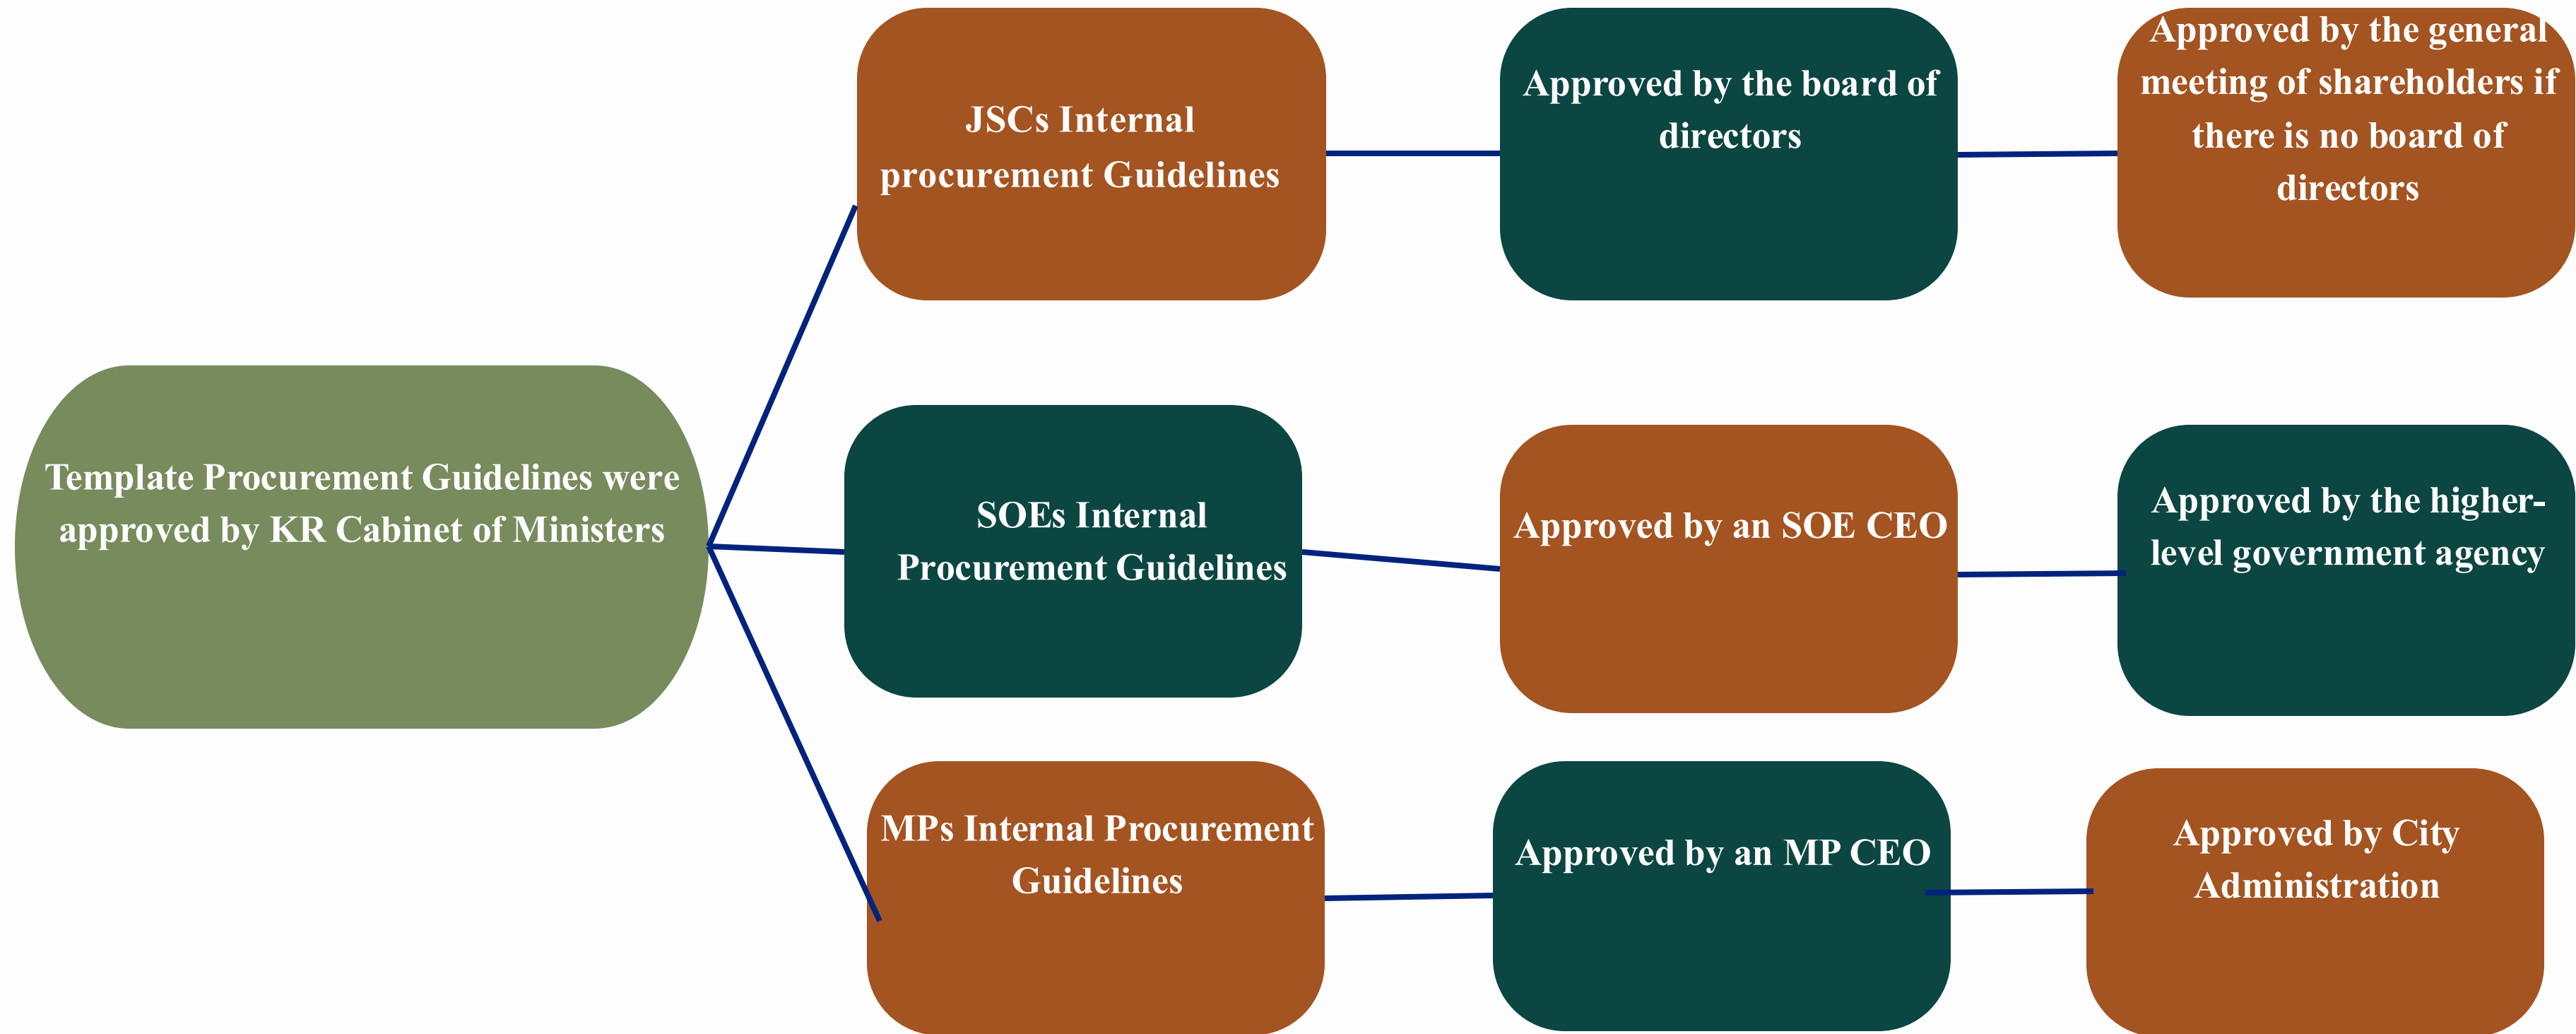 Template Procurement Guidelines were
approved by KR Cabinet of Ministers
JSCs Internal
procurement Guidelines
Approved by the board of
directors
Approved by the general
meeting of shareholders if
there is no board of
directors
SOEs Internal
Procurement Guidelines
Approved by an SOE CEO
Approved by the higher-
level government agency
MPs Internal Procurement
Guidelines
Approved by an MP CEO
Approved by City
Administration